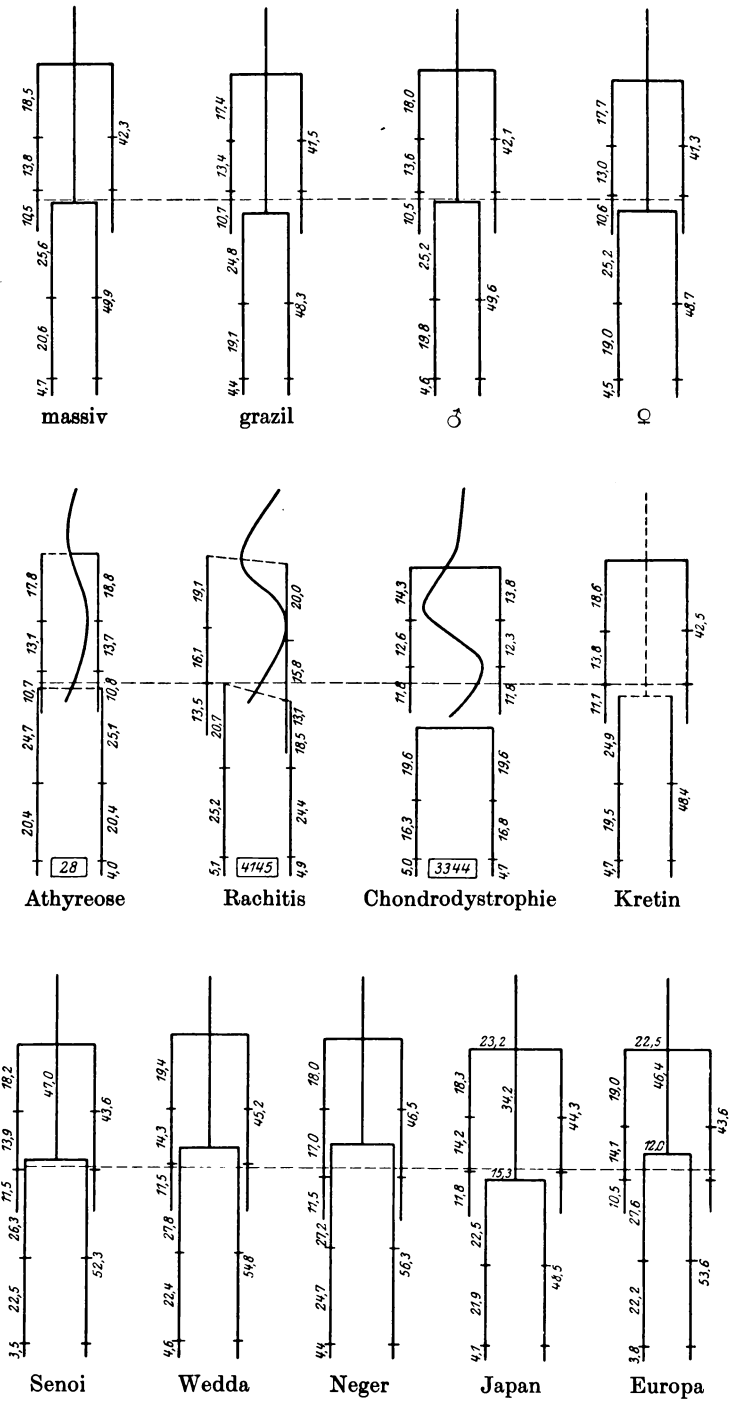 18,5 13,8 10,5 42,3 25,6 20,6 4,7 49,9
massiv
17,4 13,4 10,7 41,5 24,8 19,1 4,4 48,3
grazil
18,0 13,6 10,5 42,1 25,2 19,8 4,6 49,6
♂
17,7 13,0 10,6 41,3 25,2 19,0 4,5 48,7
♀
17,8 13,1 10,7 18,8 13,7 10,8 24,7 20,4 25,1 20,4 4,0
28
Athyreose
19,1 16,1 13,5 20,0 15,8 13,1 20,7 25,2 5,1 18,5 24,4 4,9
4145
Rachitis
14,3 12,6 11,8 13,8 12,3 11,8 19,6 16,3 5,0 19,6 16,8 4,7
3344
Chondrodystrophie
18,6 13,8 11,1 42,5 24,9 19,5 4,7 48,4
Kretin
18,2 13,9 11,5 47,0 43,6 26,3 22,5 3,5 52,3
Senoi
19,4 14,3 11,5 45,2 27,8 22,4 4,6 54,8
Wedda
18,0 17,0 11,5 46,5 27,2 24,7 4,4 56,3
Neger
23,2 18,3 14,2 11,8 34,2 44,3 15,3 22,5 21,9 4,1 48,5
Japan
22,5 19,0 14,1 10,5 46,4 43,6 12,0 27,6 22,2 3,8 53,6
Europa